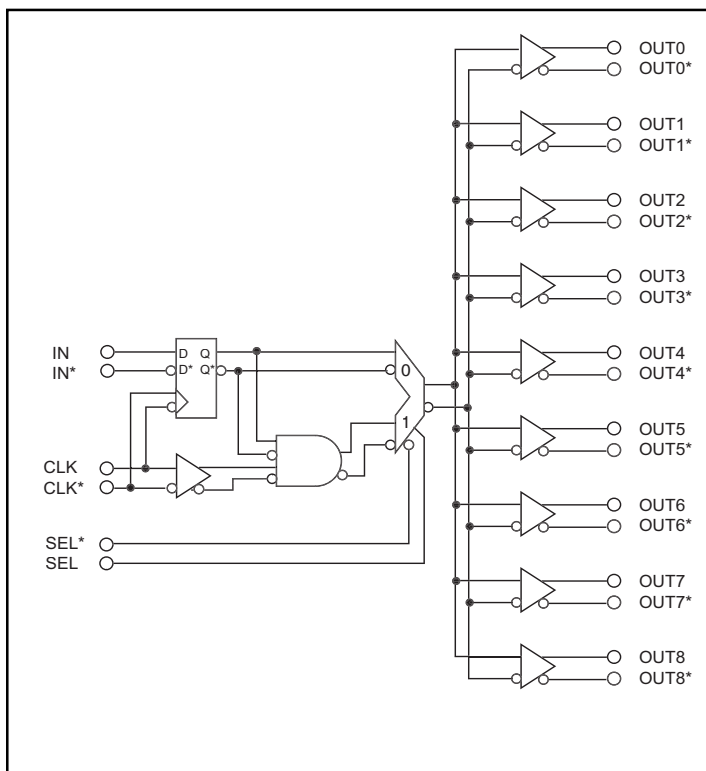 OUT0
OUT0*
OUT1
OUT1*
OUT2
OUT2*
OUT3
OUT3*
IN
IN*
D Q
D* Q*
0
1
OUT4
OUT4*
OUT5
OUT5*
CLK
CLK*
OUT6
OUT6*
SEL*
SEL
OUT7
OUT7*
OUT8
OUT8*